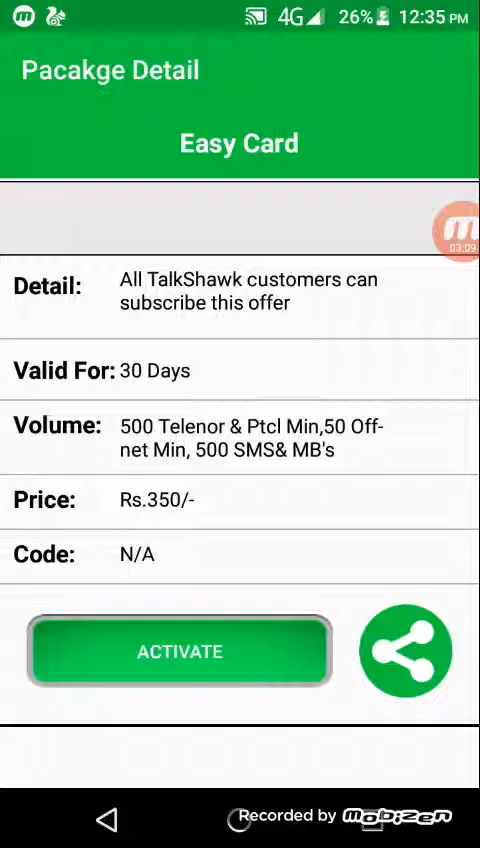 4G 26% 12:35 PM
Pacakge Detail
Easy Card
03:09
Detail: All TalkShawk customers can
subscribe this offer
Valid For: 30 Days
Volume: 500 Telenor & Ptcl Min,50 Off-
net Min, 500 SMS& MB's
Price: Rs.350/-
Code: N/A
ACTIVATE
Recorded by Mobizen